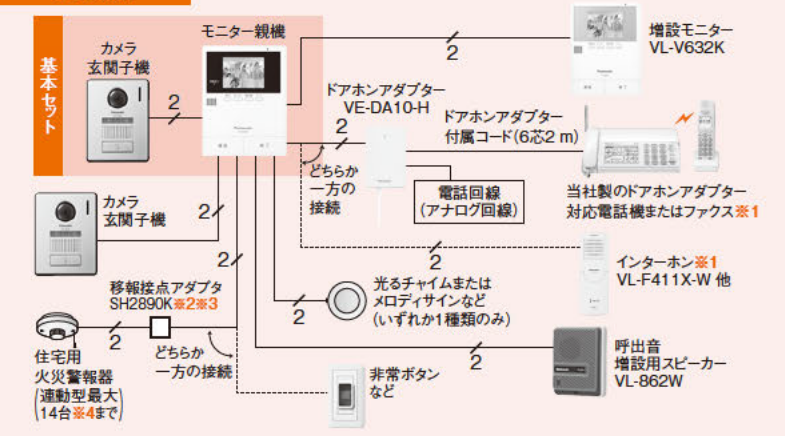 基本セット
カメラ
玄関子機
2
モニター親機
2
増設モニター
VL-V632K
ドアホンアダプター
VE-DA10-H
2
ドアホンアダプター
付属コード(6芯2 m)
どちらか
一方の
接続
電話回線
(アナログ回線)
当社製のドアホンアダプター
対応電話機またはファクス※1
カメラ
玄関子機
2
2
2
インターホン※1
VL-F411X-W 他
移報接点アダプタ
SH2890K※2※3
2
光るチャイムまたは
メロディサインなど
(いずれか1種類のみ)
2
住宅用
火災警報器
(連動型最大
14台※4まで)
どちらか
一方の接続
非常ボタン
など
2
呼出音
増設用スピーカー
VL-862W